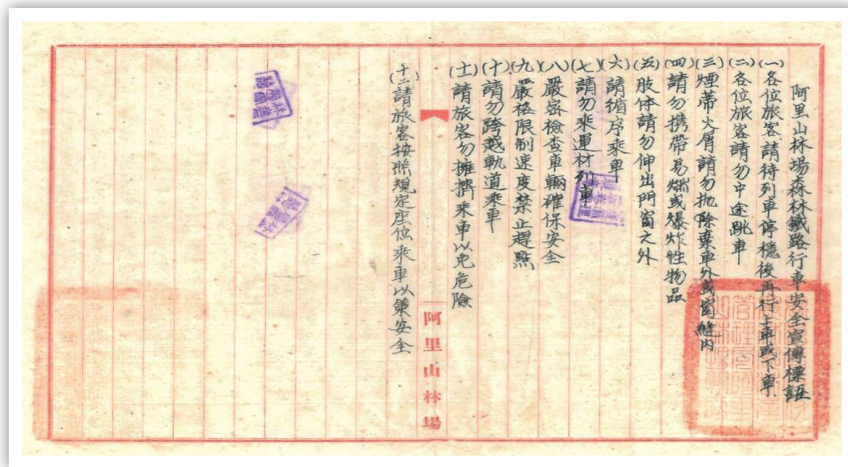 阿里山林場森林鐵路行車安全宣傳標語
(一)各位旅客請待列車停穩後再行上車或下車
(二)各位旅客請勿中途跳車
(三)煙蒂火屑請勿拋除棄車外或窗縫內
(四)請勿攜帶易燃或爆炸性物品
(五)肢体請勿伸出門窗之外
(六)請循序乘車
(七)請勿乘運材列車
(八)嚴密檢查車輛確保安全
(九)嚴格限制速度禁止趕點
(十)請勿跨越軌道乘車
(十一)請旅客勿擁擠乘車以免危險
阿里山林場
(十二)請旅客按照規定座位乘車以策安全